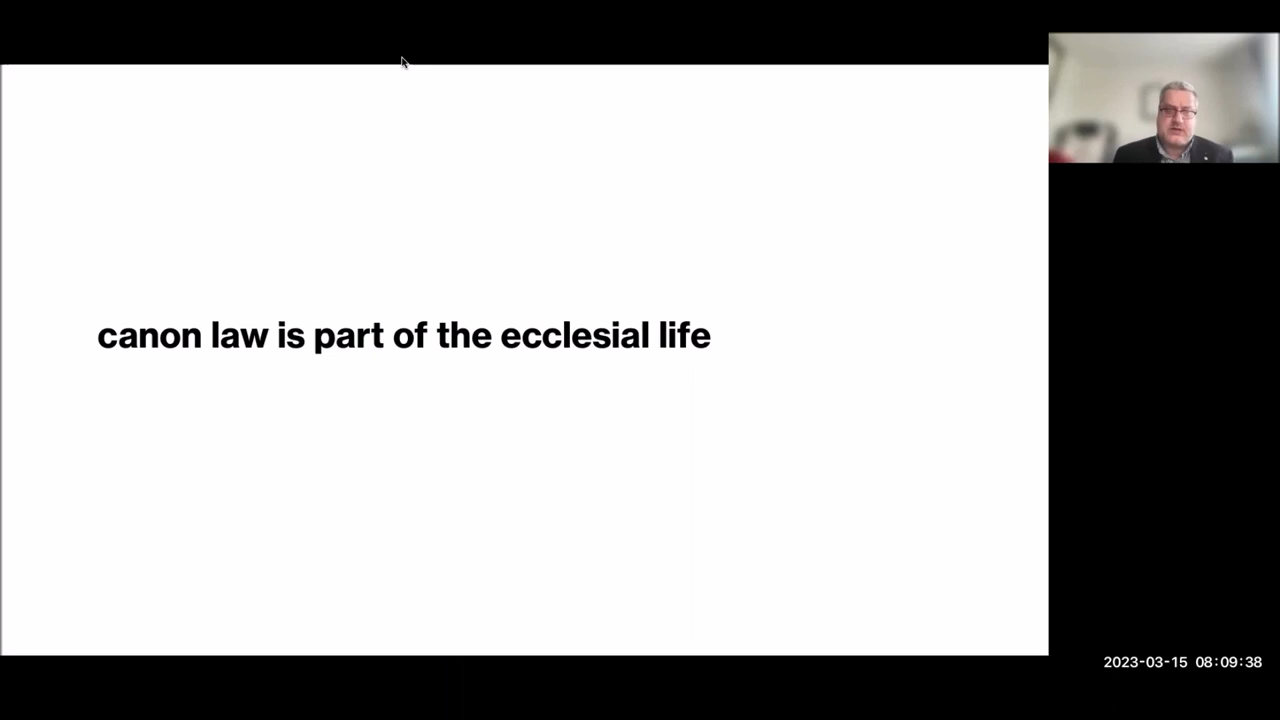 canon law is part of the ecclesial life
2023-03-15 08:09:38